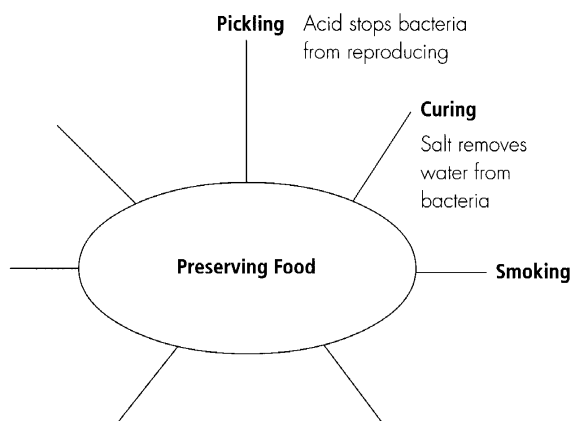 Pickling Acid stops bacteria
from reproducing
Curing
Salt removes
water from
bacteria
Preserving Food
Smoking